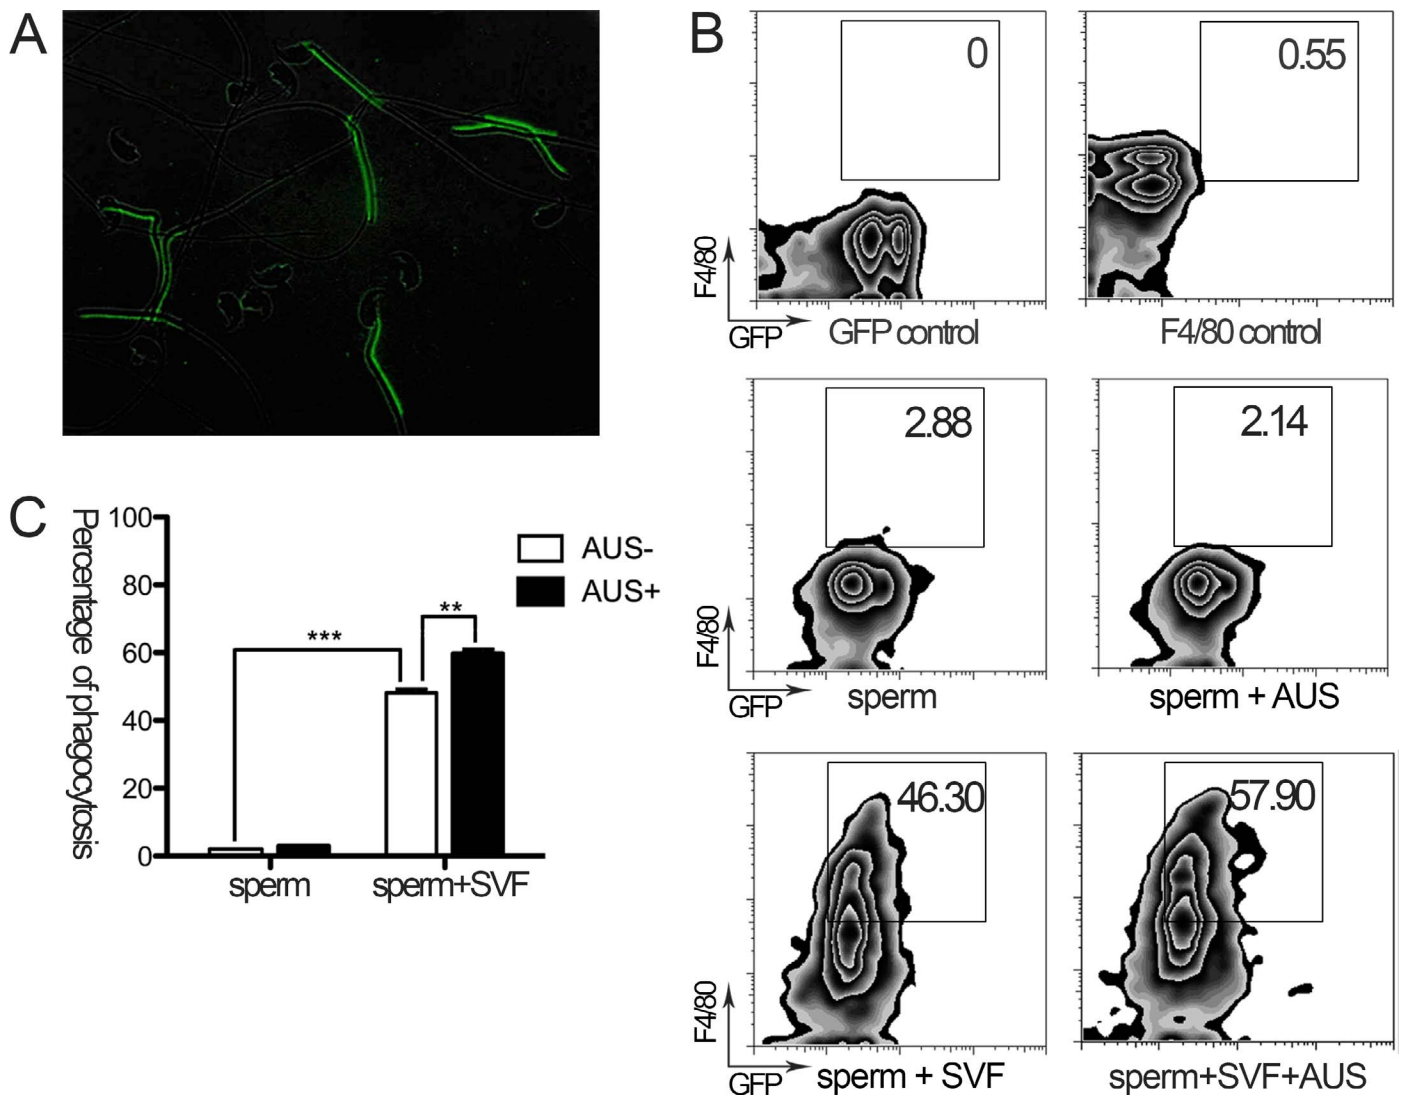 A
B
0
F4/80
GFP
GFP control
0.55
F4/80 control
2.88
F4/80
GFP
sperm
2.14
sperm + AUS
46.30
F4/80
GFP
sperm + SVF
57.90
sperm+SVF+AUS
C
Percentage of phagocytosis
100
80
60
40
20
0
***
**
AUS-
AUS+
sperm
sperm+SVF